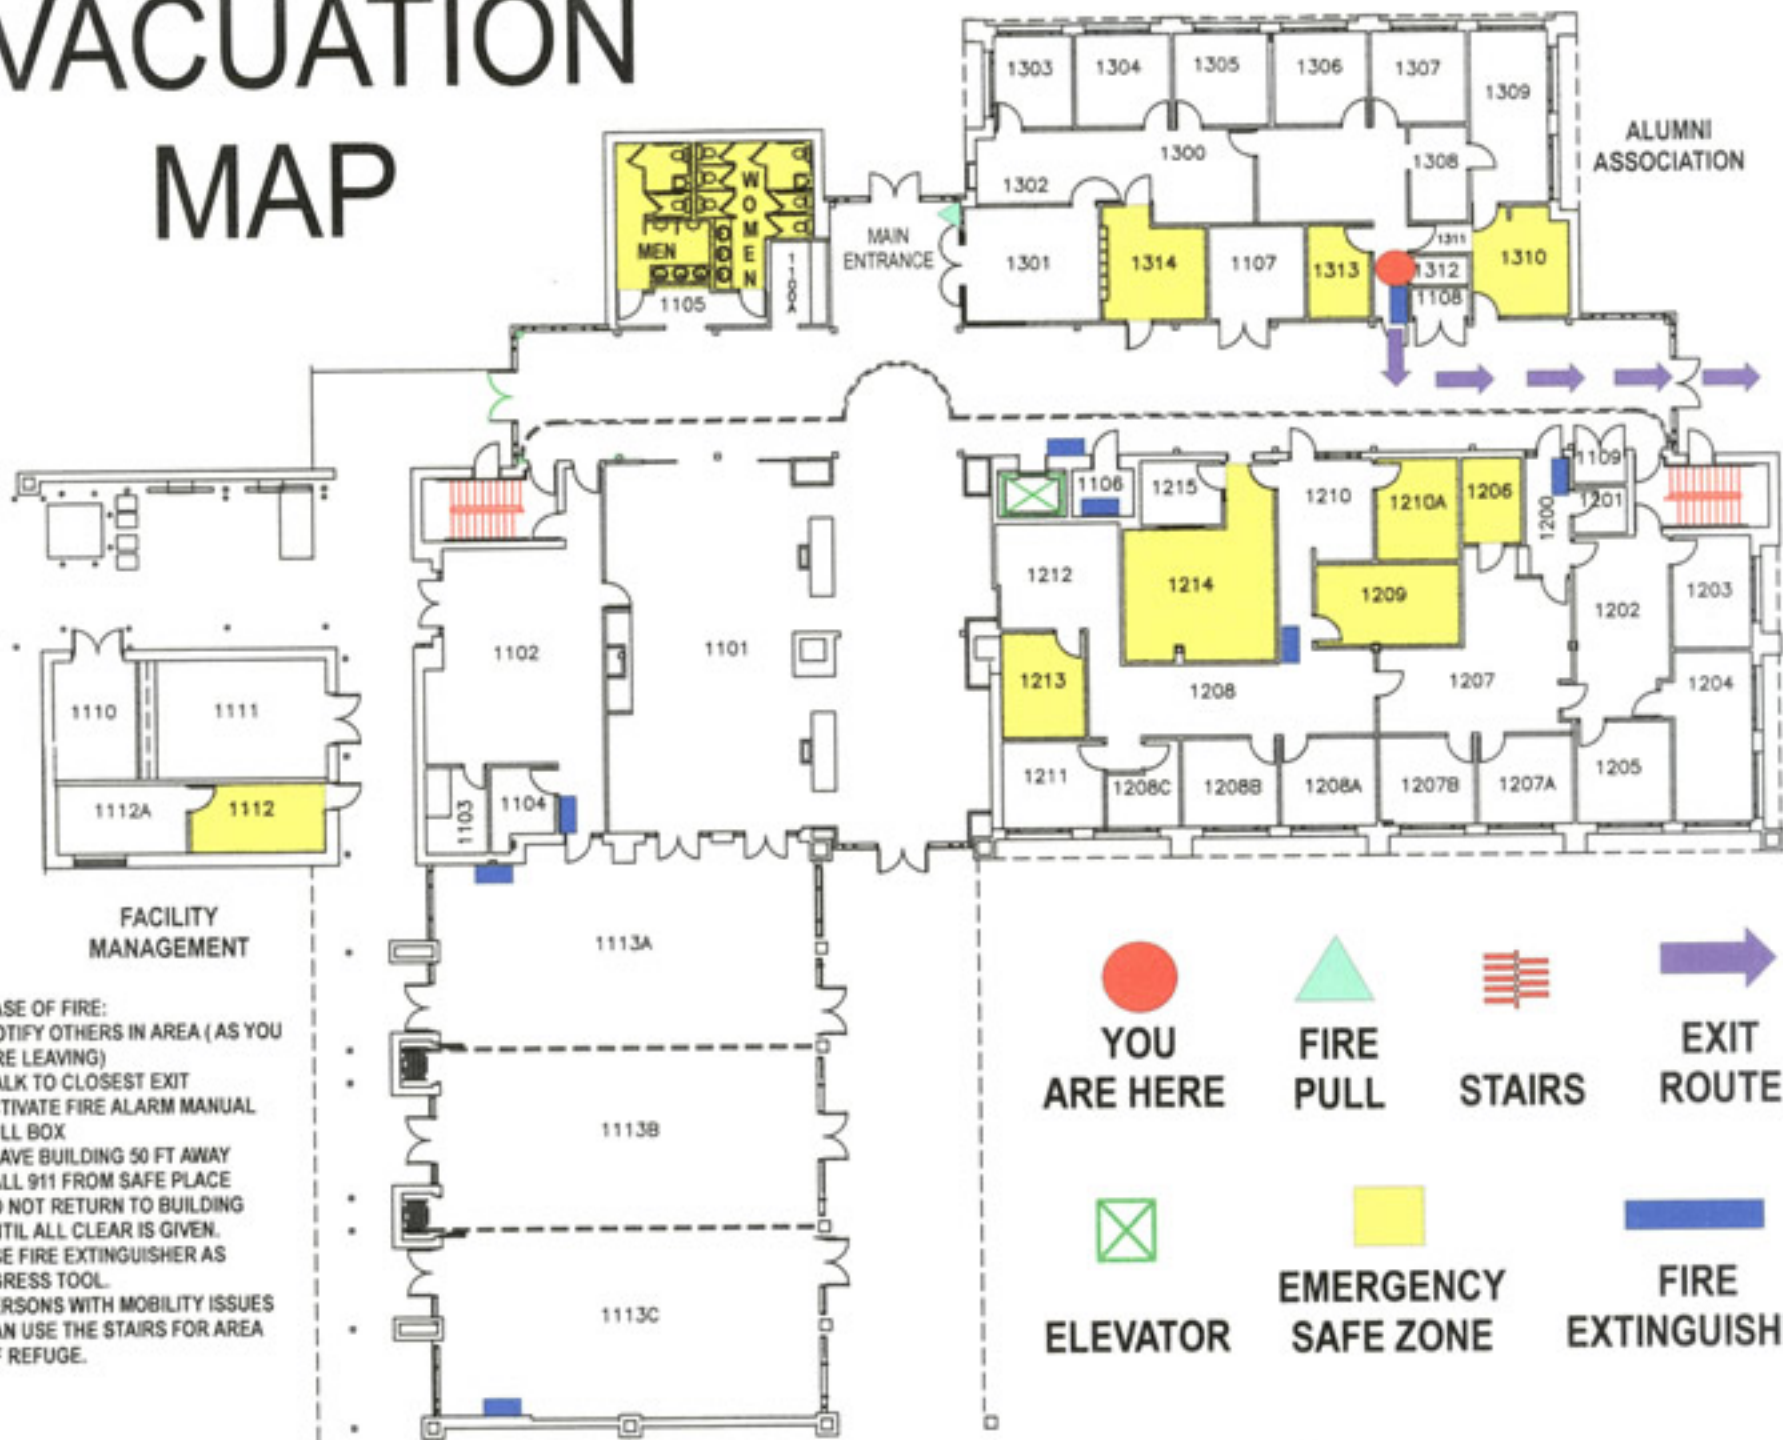 VACUATION
MAP
1303
1304
1305
1306
1307
1309
ALUMNI
ASSOCIATION
1300
1308
1302
WOMEN
MEN
1100A
1105
MAIN
ENTRANCE
1301
1314
1107
1313
1311
1312
1108
1310
1106
1215
1210
1210A
1206
1200
1109
1201
1212
1214
1209
1202
1203
1102
1101
1213
1208
1207
1204
1110
1111
1211
1208C
1208B
1208A
1207B
1207A
1205
1112A
1112
1103
1104
FACILITY
MANAGEMENT
ASE OF FIRE:
OTIFY OTHERS IN AREA ( AS YOU
RE LEAVING)
ALK TO CLOSEST EXIT
CTIVATE FIRE ALARM MANUAL
LL BOX
AVE BUILDING 50 FT AWAY
ALL 911 FROM SAFE PLACE
O NOT RETURN TO BUILDING
NTIL ALL CLEAR IS GIVEN.
SE FIRE EXTINGUISHER AS
GRESS TOOL.
ERSONS WITH MOBILITY ISSUES
AN USE THE STAIRS FOR AREA
F REFUGE.
1113A
1113B
1113C
YOU
ARE HERE
FIRE
PULL
STAIRS
EXIT
ROUTE
ELEVATOR
EMERGENCY
SAFE ZONE
FIRE
EXTINGUISH